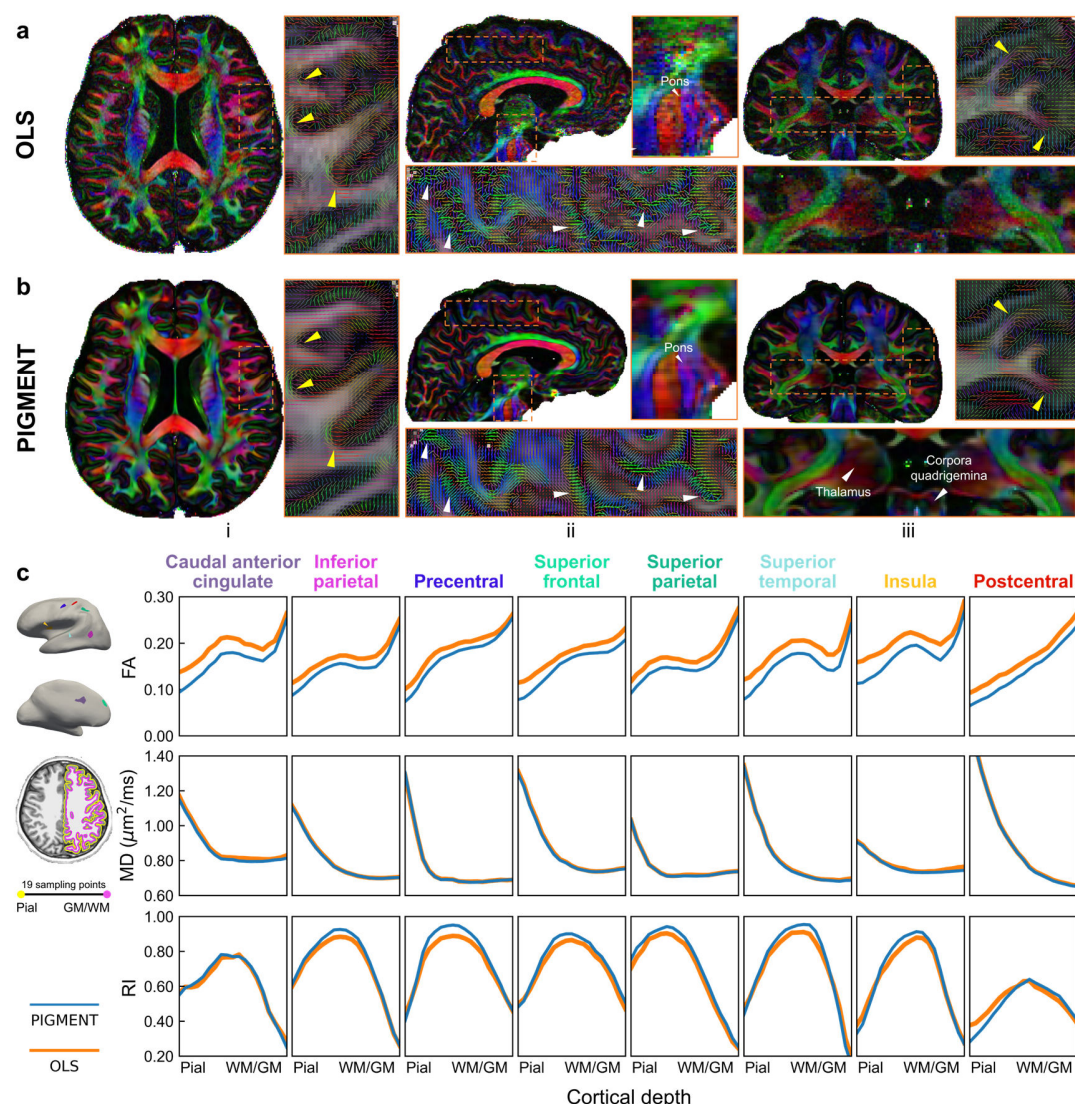 a
OLS
Pons
b
PIGMENT
Pons
Thalamus
Corpora
quadrigemina
i
ii
iii
c
Caudal anterior
cingulate
Inferior
parietal
Precentral
Superior
frontal
Superior
parietal
Superior
temporal
Insula
Postcentral
FA
0.30
0.20
0.10
0.00
MD (μm²/ms)
1.40
1.00
0.80
0.60
19 sampling points
Pial
GM/WM
RI
1.00
0.80
0.60
0.40
0.20
PIGMENT
OLS
Pial WM/GM
Pial WM/GM
Pial WM/GM
Pial WM/GM
Pial WM/GM
Pial WM/GM
Pial WM/GM
Pial WM/GM
Cortical depth